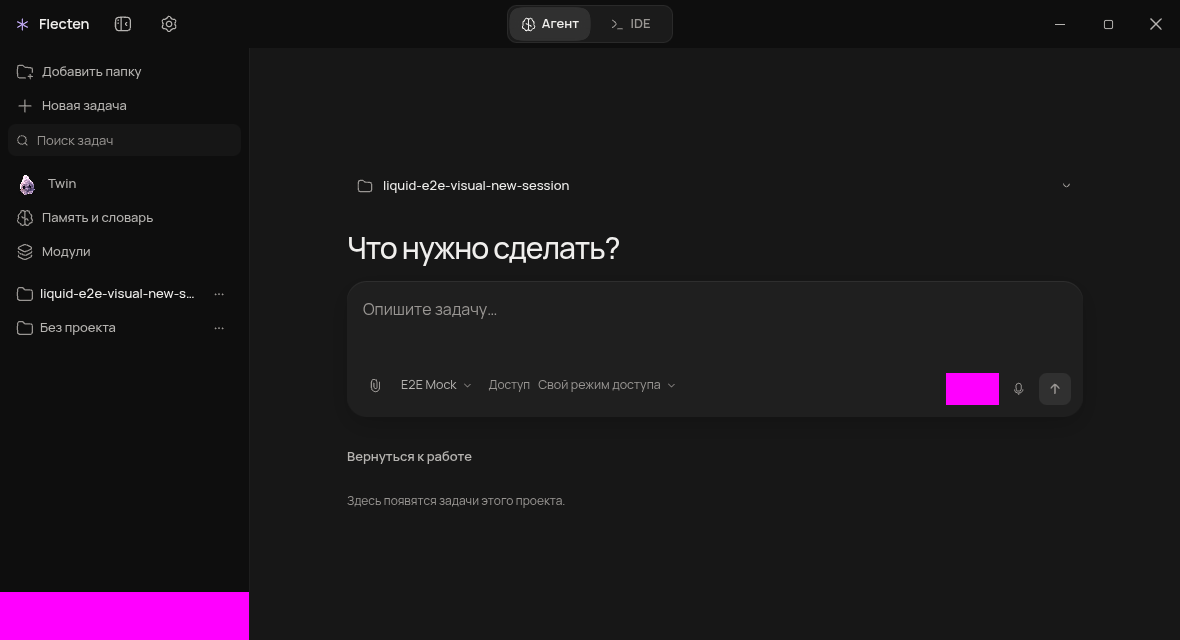 Flecten
Агент
IDE
Добавить папку
Новая задача
Поиск задач
Twin
Память и словарь
Модули
liquid-e2e-visual-new-s...
Без проекта
liquid-e2e-visual-new-session
Что нужно сделать?
Опишите задачу...
E2E Mock
Доступ Свой режим доступа
Вернуться к работе
Здесь появятся задачи этого проекта.